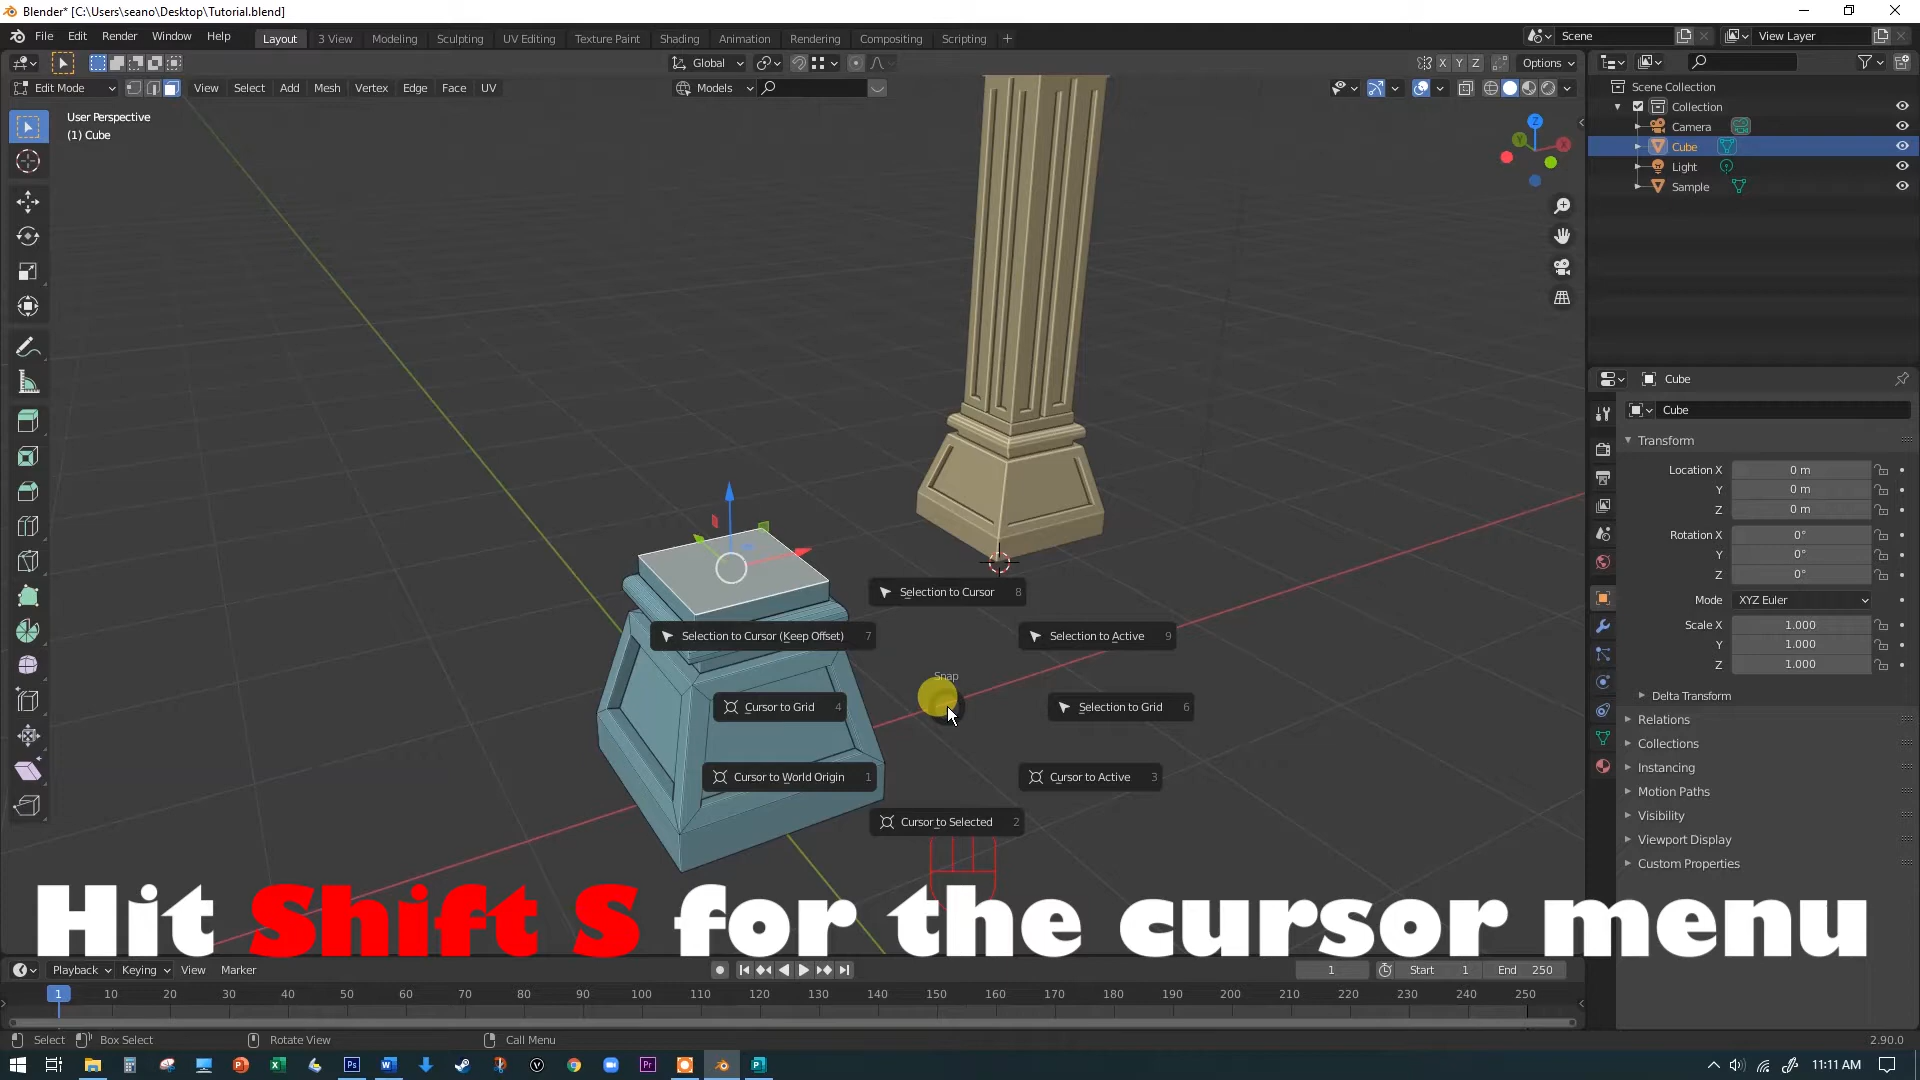 Blender* [C:\Users\seano\Desktop\Tutorial.blend]
File Edit Render Window Help
Layout 3 View Modeling Sculpting UV Editing Texture Paint Shading Animation Rendering Compositing Scripting +
Scene
View Layer
Global
X Y Z Options
Edit Mode View Select Add Mesh Vertex Edge Face UV
Models
User Perspective
(1) Cube
Z
Y
X
Scene Collection
Collection
Camera
Cube
Light
Sample
Cube
Cube
Transform
Location X 0 m
Y 0 m
Z 0 m
Rotation X 0°
Y 0°
Z 0°
Mode XYZ Euler
Scale X 1.000
Y 1.000
Z 1.000
Delta Transform
Relations
Collections
Instancing
Motion Paths
Visibility
Viewport Display
Custom Properties
Selection to Cursor 8
Selection to Cursor (Keep Offset) 7
Selection to Active 9
Snap
Cursor to Grid 4
Selection to Grid 6
Cursor to World Origin 1
Cursor to Active 3
Cursor to Selected 2
Hit Shift S for the cursor menu
Playback Keying View Marker
1 Start 1 End 250
1 10 20 30 40 50 60 70 80 90 100 110 120 130 140 150 160 170 180 190 200 210 220 230 240 250
Select Box Select Rotate View Call Menu
2.90.0
11:11 AM